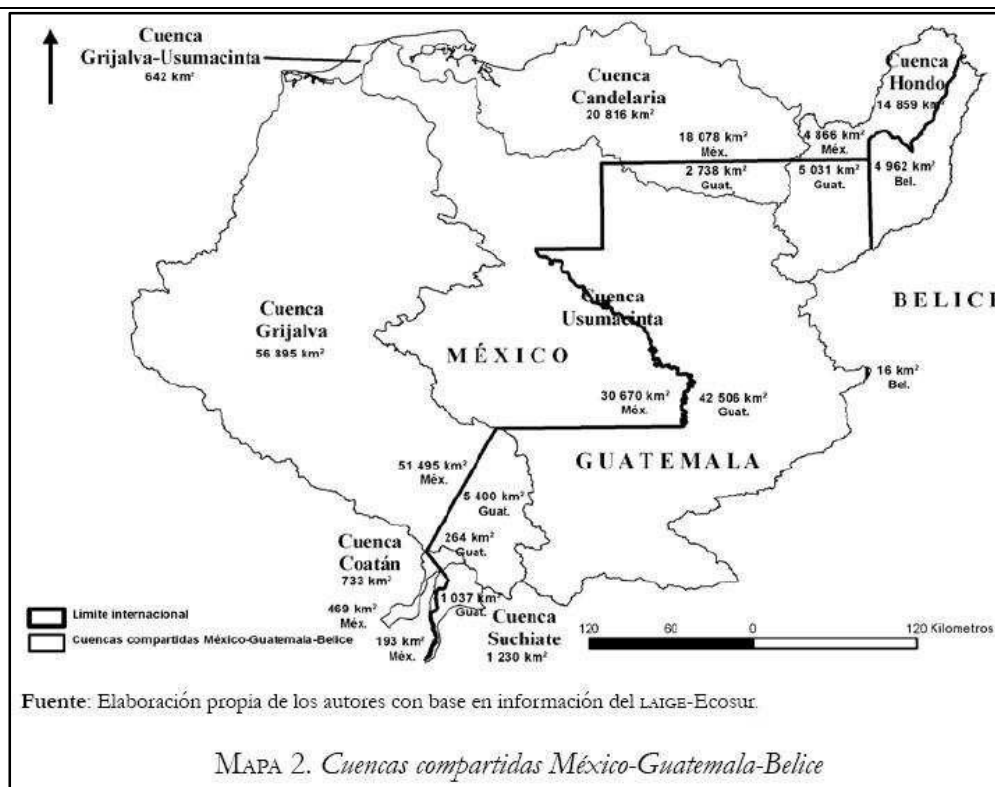 Cuenca
Grijalva-Usumacinta
642 km²
Cuenca
Candelaria
20 816 km²
Cuenca
Hondo
14 859 km²
18 078 km²
Méx.
4 866 km²
Méx.
2 738 km²
Guat.
5 031 km²
Guat.
4 962 km²
Bel.
Cuenca
Usumacinta
BELICE
Cuenca
Grijalva
56 895 km²
MÉXICO
16 km²
Bel.
30 670 km²
Méx.
42 506 km²
Guat.
GUATEMALA
51 495 km²
Méx.
5 400 km²
Guat.
264 km²
Guat.
Cuenca
Coatán
733 km²
469 km²
Méx.
1 037 km²
Guat.
193 km²
Méx.
Cuenca
Suchiate
1 230 km²
Limite internacional
Cuencas compartidas México-Guatemala-Belice
120 60 0 120 Kilometros
Fuente: Elaboración propia de los autores con base en información del LAIGE-Ecosur.
MAPA 2. Cuencas compartidas México-Guatemala-Belice